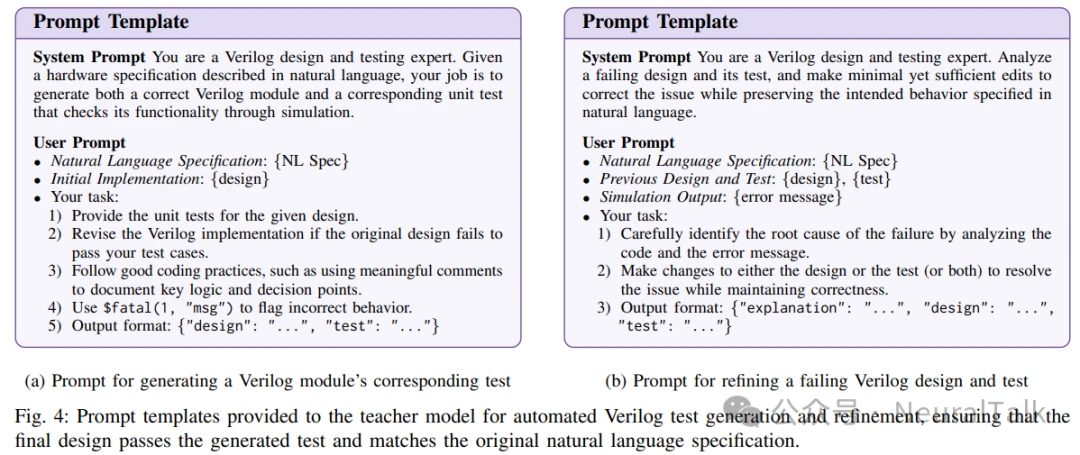 Prompt Template
System Prompt You are a Verilog design and testing expert. Given
a hardware specification described in natural language, your job is to
generate both a correct Verilog module and a corresponding unit test
that checks its functionality through simulation.
User Prompt
• Natural Language Specification: {NL Spec}
• Initial Implementation: {design}
• Your task:
1) Provide the unit tests for the given design.
2) Revise the Verilog implementation if the original design fails to
pass your test cases.
3) Follow good coding practices, such as using meaningful comments
to document key logic and decision points.
4) Use $fatal(1, "msg") to flag incorrect behavior.
5) Output format: {"design": "...", "test": "..."}
(a) Prompt for generating a Verilog module's corresponding test
Prompt Template
System Prompt You are a Verilog design and testing expert. Analyze
a failing design and its test, and make minimal yet sufficient edits to
correct the issue while preserving the intended behavior specified in
natural language.
User Prompt
• Natural Language Specification: {NL Spec}
• Previous Design and Test: {design}, {test}
• Simulation Output: {error message}
• Your task:
1) Carefully identify the root cause of the failure by analyzing the
code and the error message.
2) Make changes to either the design or the test (or both) to resolve
the issue while maintaining correctness.
3) Output format: {"explanation": "...", "design": "...",
"test": "..."}
(b) Prompt for refining a failing Verilog design and test
Fig. 4: Prompt templates provided to the teacher model for automated Verilog test generation and refinement, ensuring that the
final design passes the generated test and matches the original natural language specification.
公众号 · NeuralTalk